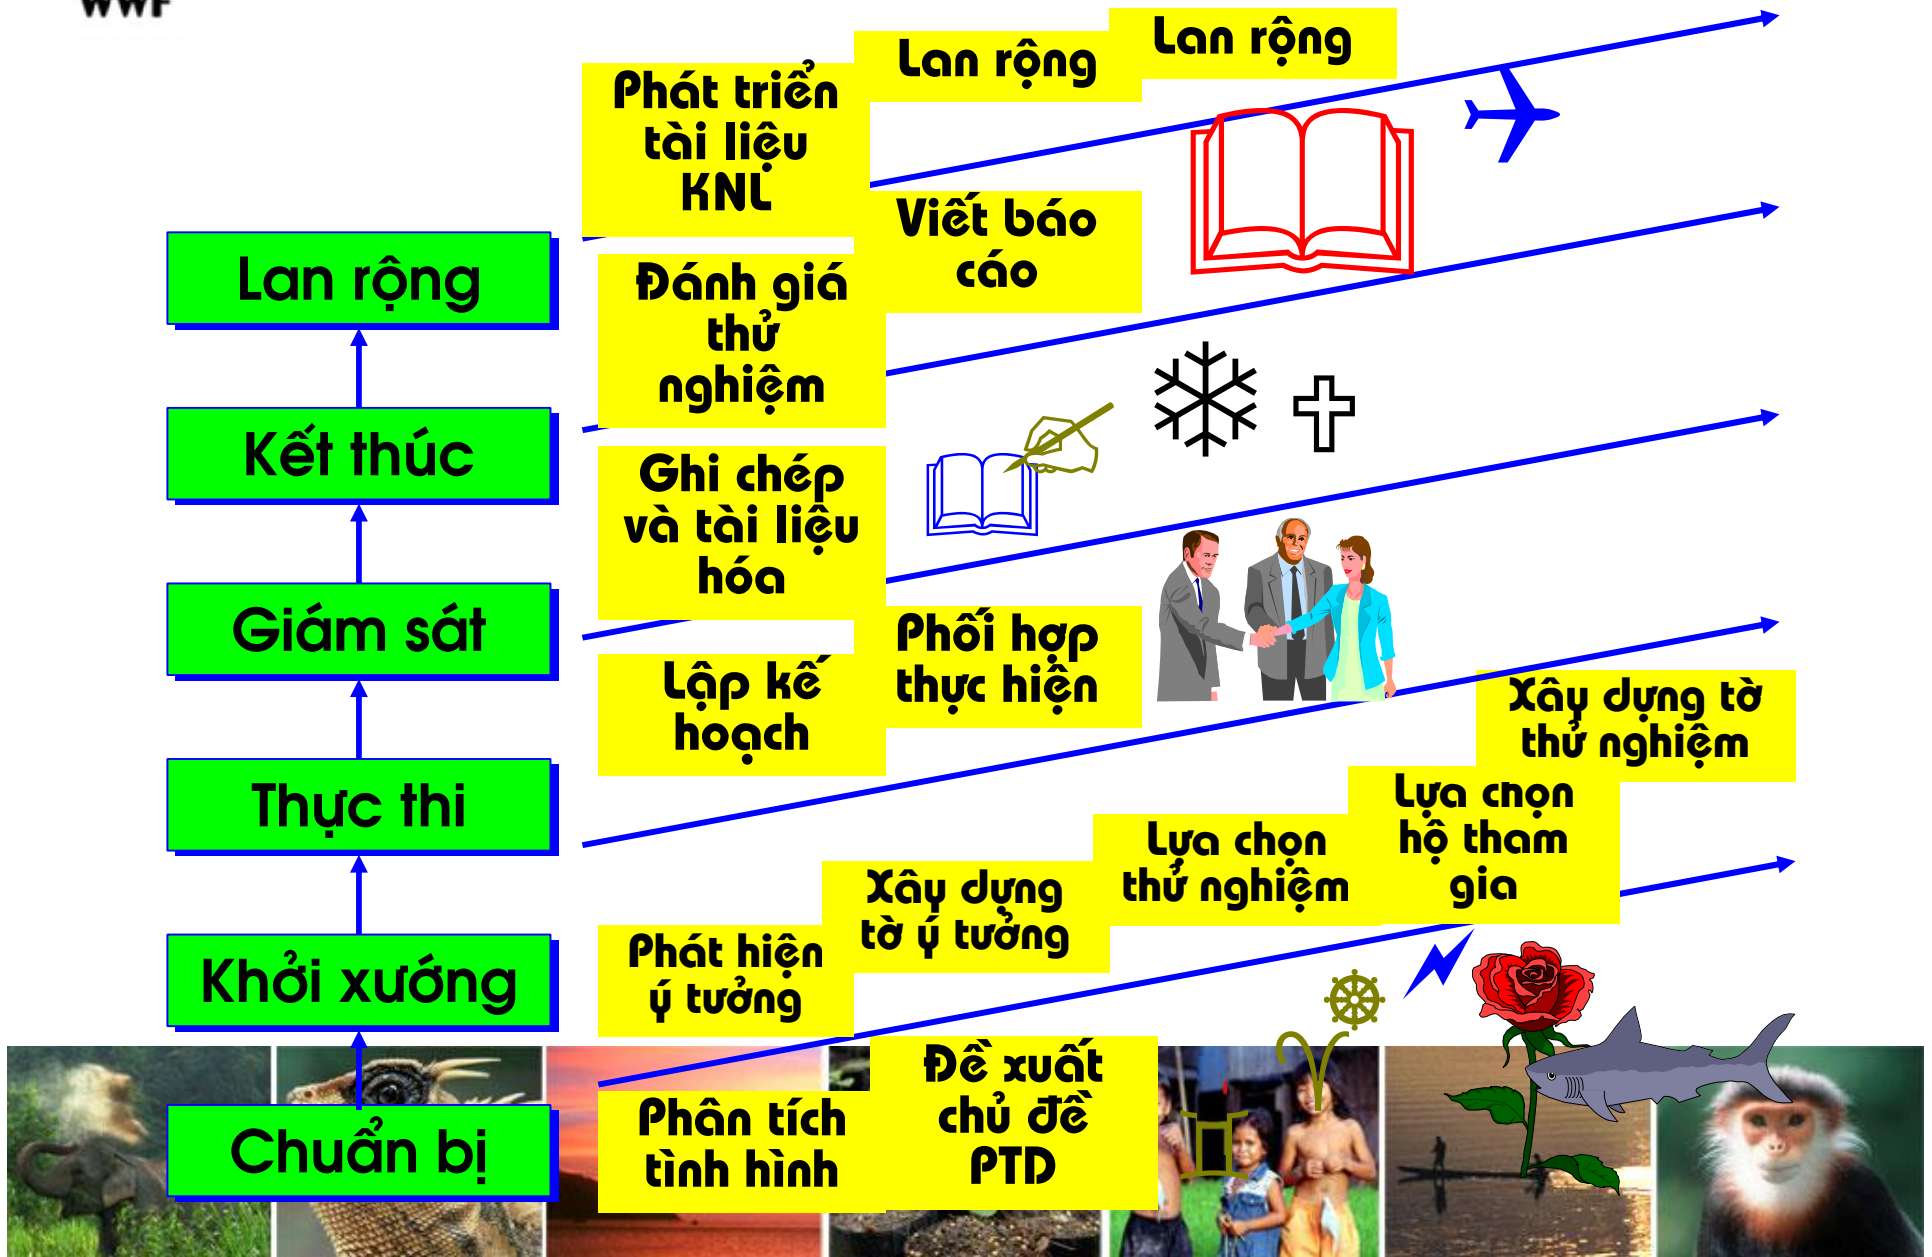 WWF
Lan rộng
Lan rộng
Phát triển
tài liệu
KNL
Viết báo
cáo
Lan rộng
Đánh giá
thử
nghiệm
Kết thúc
Ghi chép
và tài liệu
hóa
Giám sát
Phối hợp
thực hiện
Lập kế
hoạch
Thực thi
Xây dựng tờ
thử nghiệm
Lựa chọn
hộ tham
gia
Lựa chọn
thử nghiệm
Xây dựng
tờ ý tưởng
Phát hiện
ý tưởng
Khởi xướng
Đề xuất
chủ đề
PTD
Phân tích
tình hình
Chuẩn bị